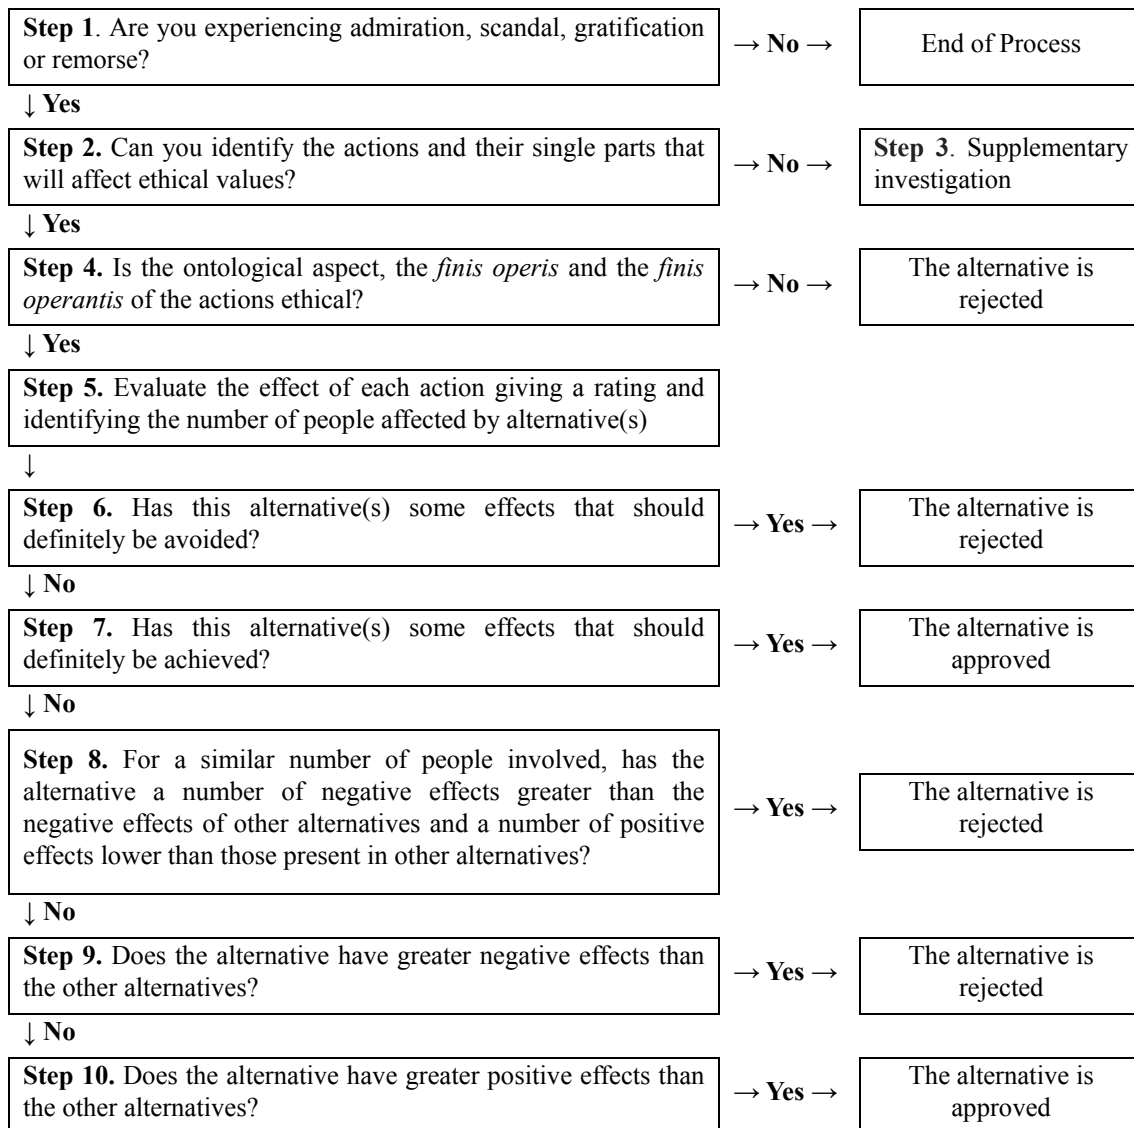 Step 1. Are you experiencing admiration, scandal, gratification
or remorse?
→ No →
End of Process
↓ Yes
Step 2. Can you identify the actions and their single parts that
will affect ethical values?
→ No →
Step 3. Supplementary
investigation
↓ Yes
Step 4. Is the ontological aspect, the finis operis and the finis
operantis of the actions ethical?
→ No →
The alternative is
rejected
↓ Yes
Step 5. Evaluate the effect of each action giving a rating and
identifying the number of people affected by alternative(s)
↓
Step 6. Has this alternative(s) some effects that should
definitely be avoided?
→ Yes →
The alternative is
rejected
↓ No
Step 7. Has this alternative(s) some effects that should
definitely be achieved?
→ Yes →
The alternative is
approved
↓ No
Step 8. For a similar number of people involved, has the
alternative a number of negative effects greater than the
negative effects of other alternatives and a number of positive
effects lower than those present in other alternatives?
→ Yes →
The alternative is
rejected
↓ No
Step 9. Does the alternative have greater negative effects than
the other alternatives?
→ Yes →
The alternative is
rejected
↓ No
Step 10. Does the alternative have greater positive effects than
the other alternatives?
→ Yes →
The alternative is
approved